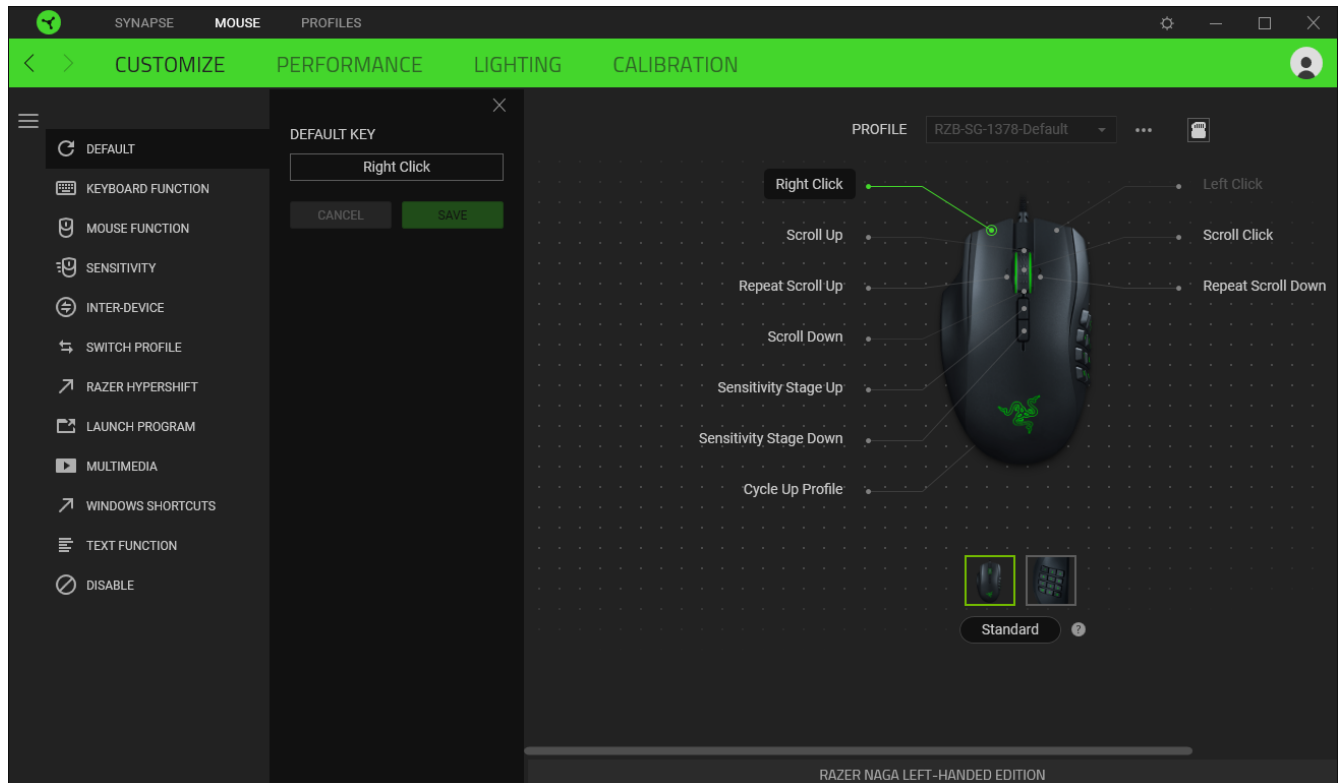 SYNAPSE MOUSE PROFILES
CUSTOMIZE PERFORMANCE LIGHTING CALIBRATION
DEFAULT
KEYBOARD FUNCTION
MOUSE FUNCTION
SENSITIVITY
INTER-DEVICE
SWITCH PROFILE
RAZER HYPERSHIFT
LAUNCH PROGRAM
MULTIMEDIA
WINDOWS SHORTCUTS
TEXT FUNCTION
DISABLE
DEFAULT KEY
Right Click
CANCEL SAVE
PROFILE RZB-SG-1378-Default
Right Click
Scroll Up
Repeat Scroll Up
Scroll Down
Sensitivity Stage Up
Sensitivity Stage Down
Cycle Up Profile
Left Click
Scroll Click
Repeat Scroll Down
Standard ?
RAZER NAGA LEFT-HANDED EDITION